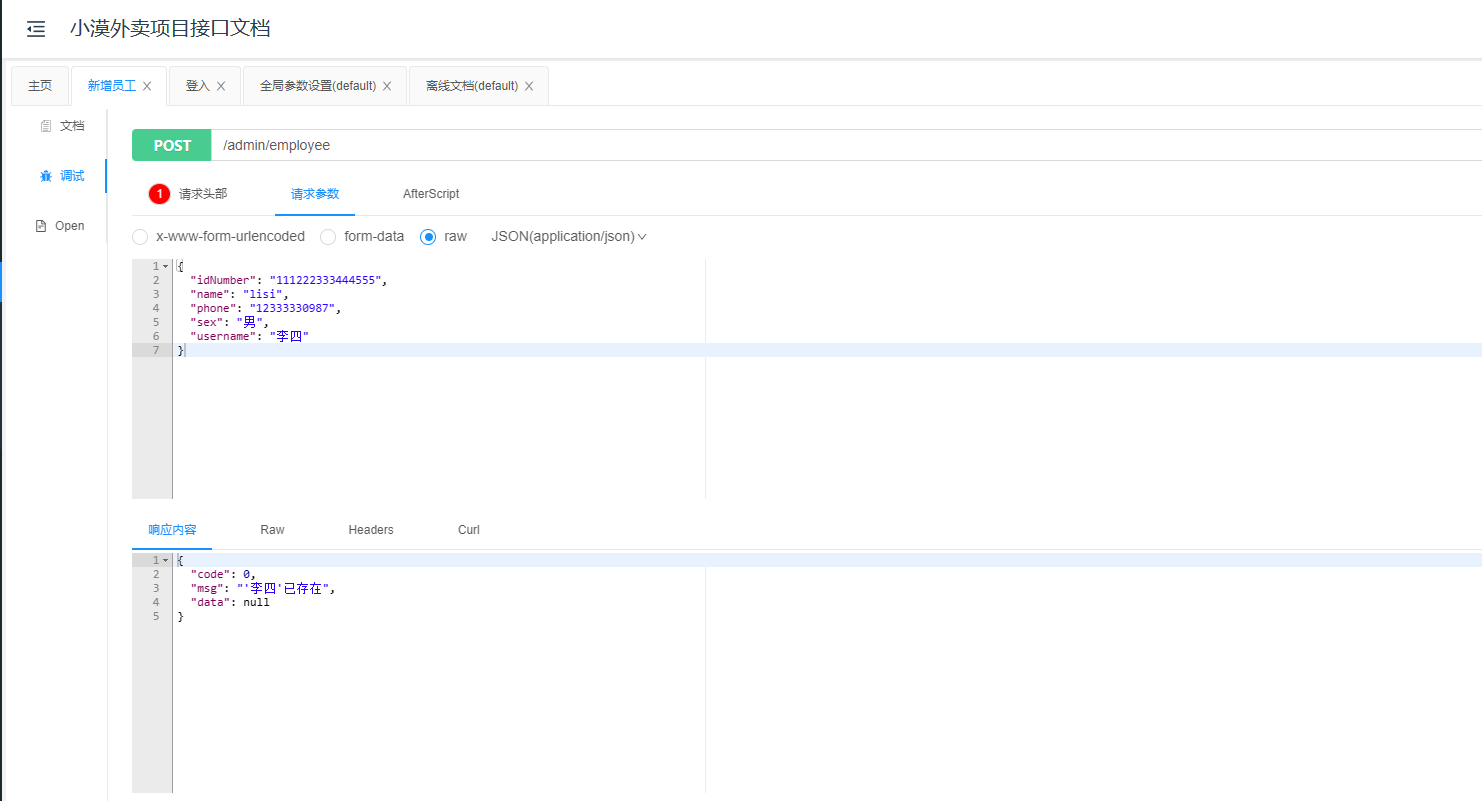 小漠外卖项目接口文档
主页 新增员工 登入 全局参数设置(default) 离线文档(default)
文档
调试
Open
POST /admin/employee
1 请求头部 请求参数 AfterScript
x-www-form-urlencoded form-data raw JSON(application/json)
1 {
2 "idNumber": "111222333444555",
3 "name": "lisi",
4 "phone": "12333330987",
5 "sex": "男",
6 "username": "李四"
7 }
响应内容 Raw Headers Curl
1 {
2 "code": 0,
3 "msg": "'李四'已存在",
4 "data": null
5 }